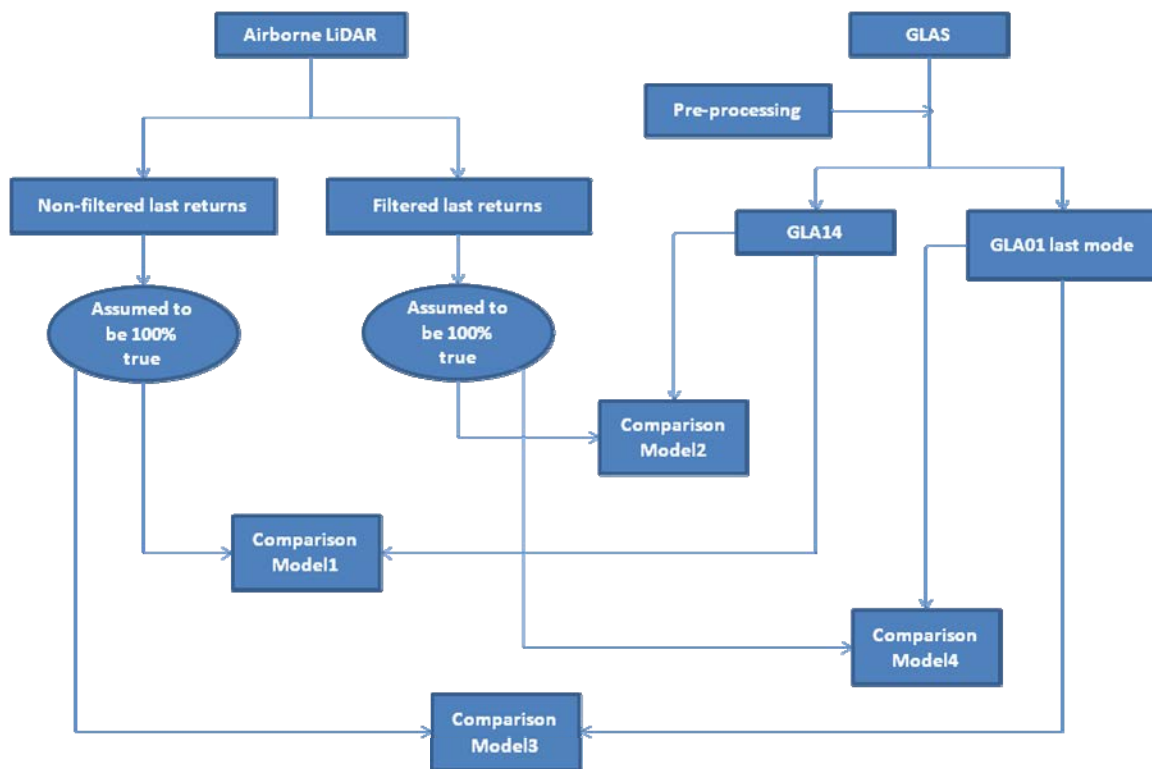 Airborne LiDAR
GLAS
Pre-processing
Non-filtered last returns
Filtered last returns
GLA14
GLA01 last mode
Assumed to
be 100%
true
Assumed to
be 100%
true
Comparison
Model2
Comparison
Model1
Comparison
Model4
Comparison
Model3